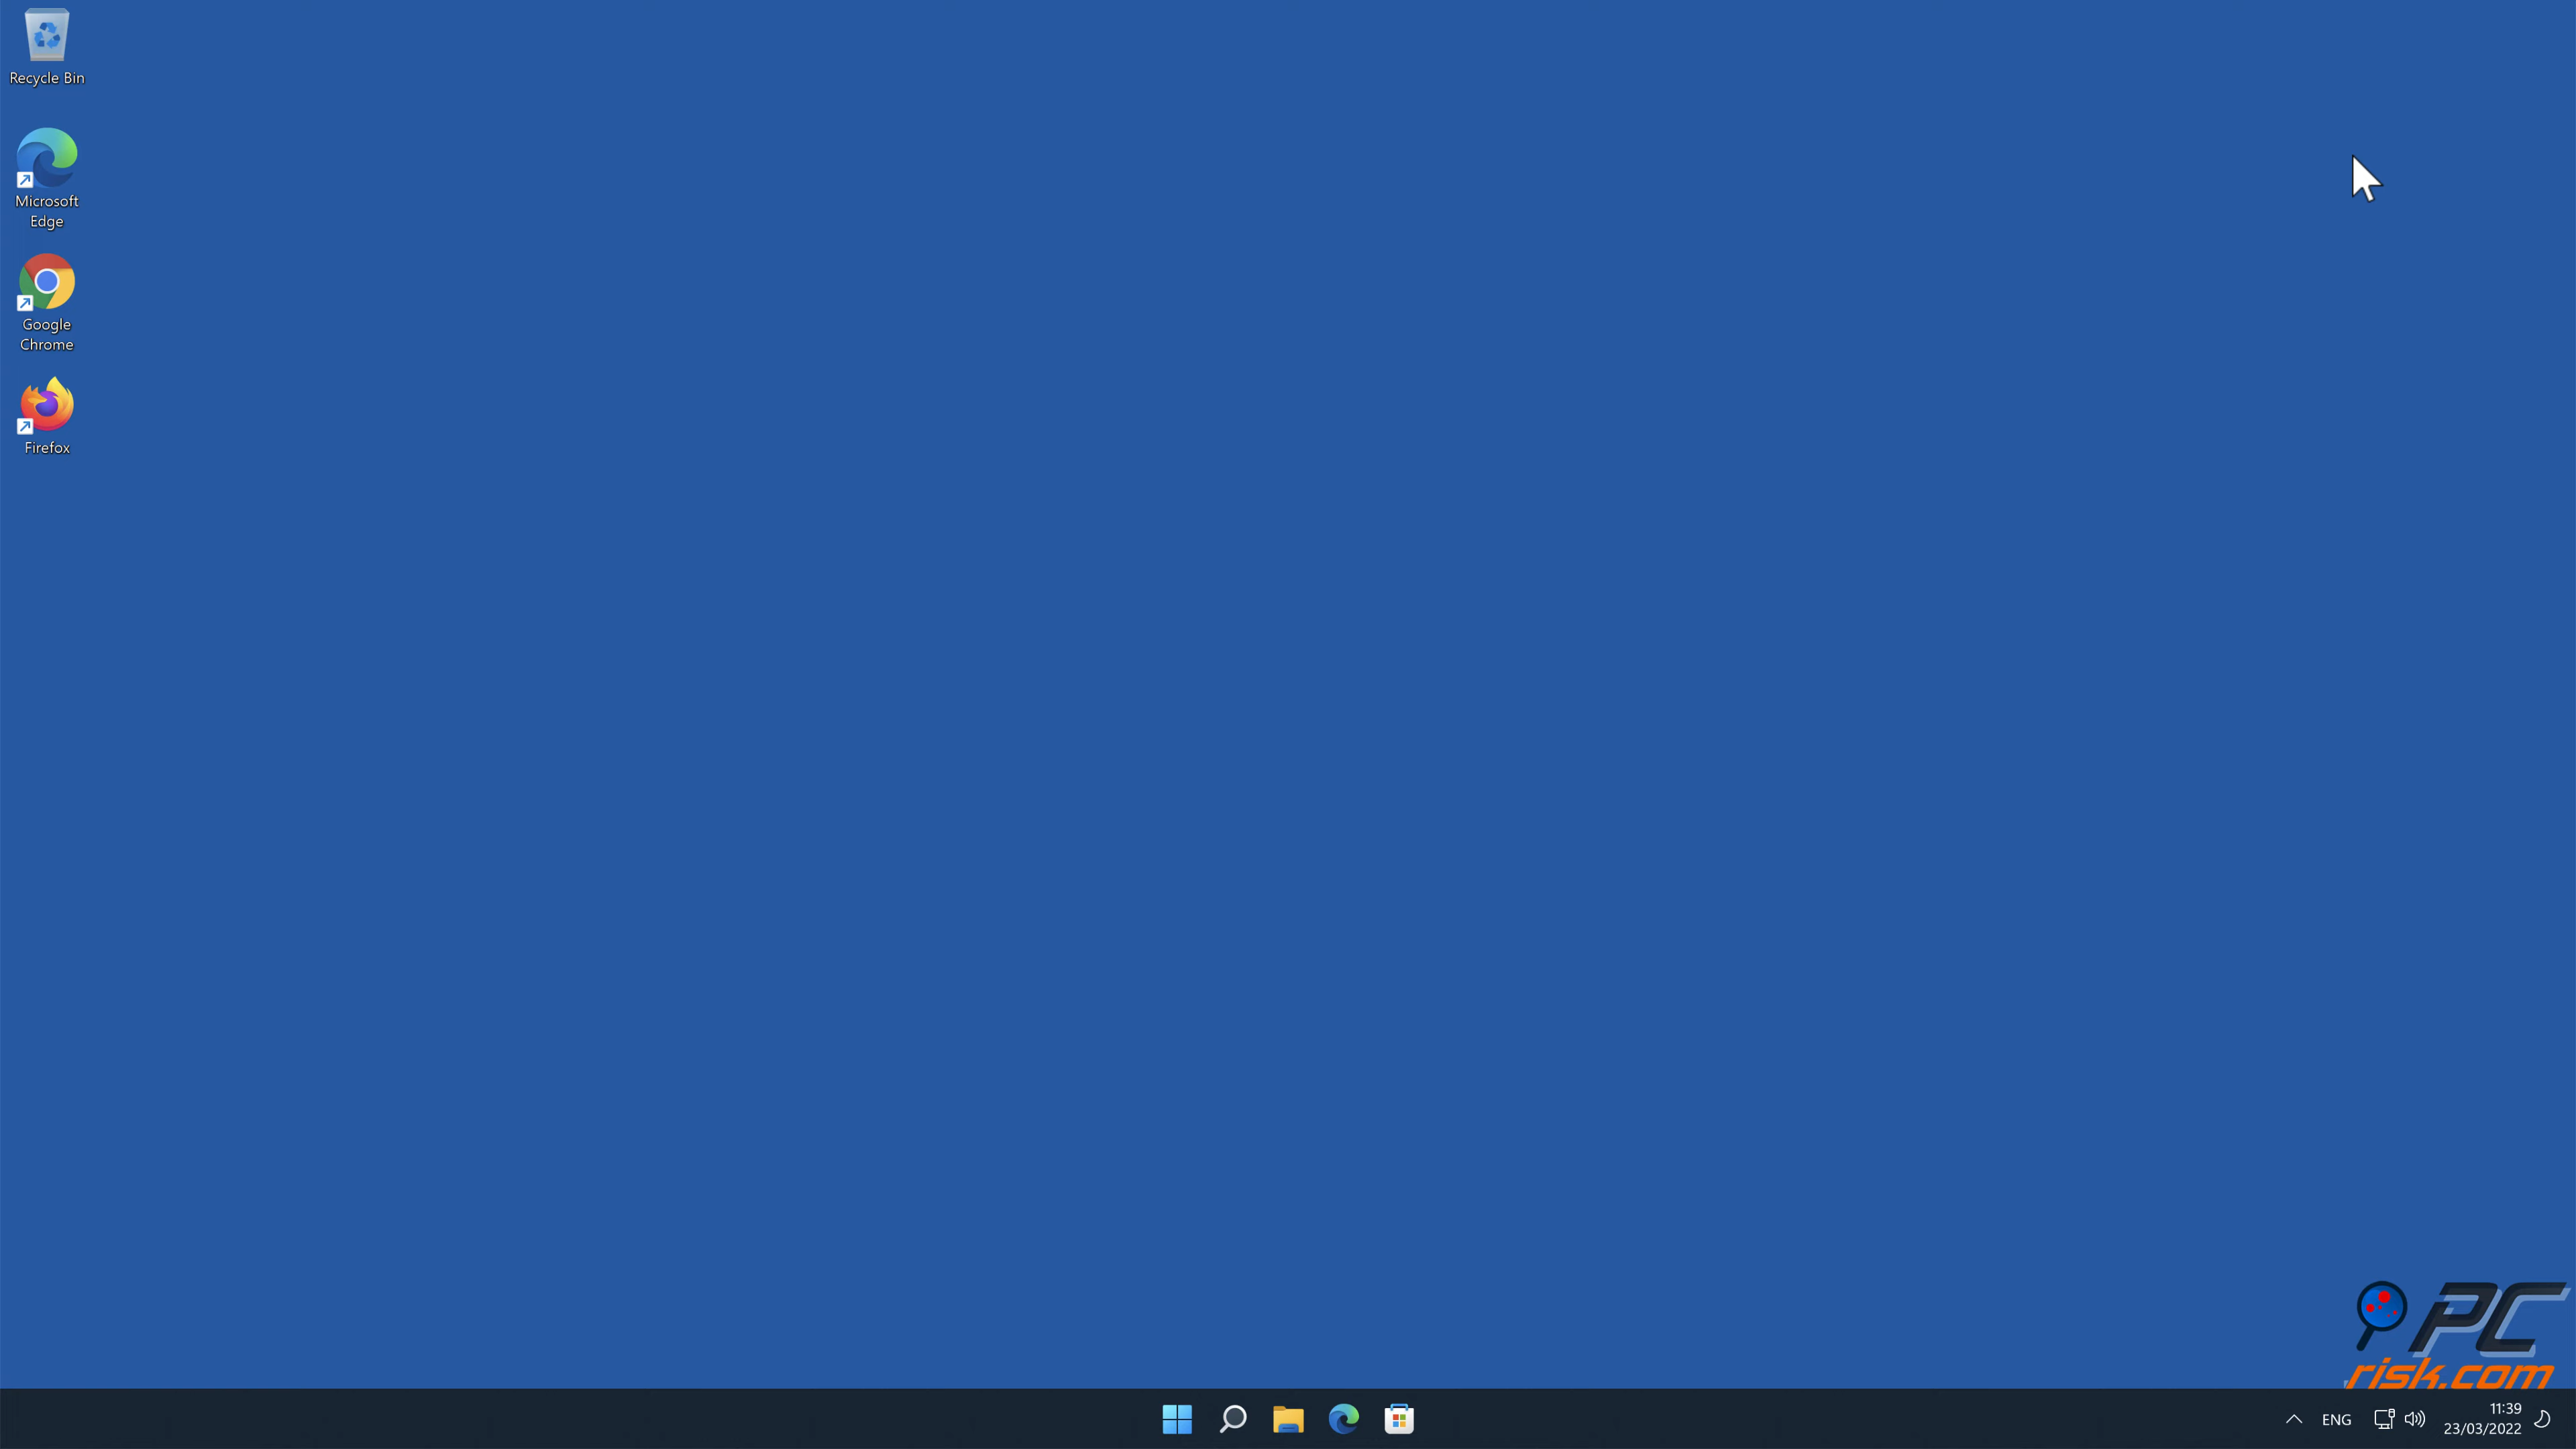 Recycle Bin
Microsoft
Edge
Google
Chrome
Firefox
PC
risk.com
ENG
11:39
23/03/2022